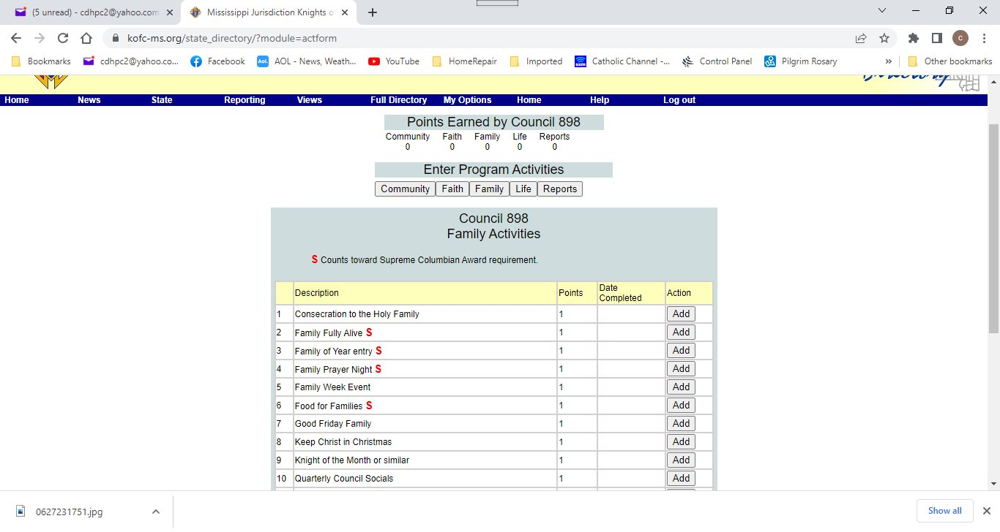 (5 unread) - cdhpc2@yahoo.com
Mississippi Jurisdiction Knights o
kofc-ms.org/state_directory/?module=actform
c
Bookmarks cdhpc2@yahoo.co... Facebook Aol. AOL - News, Weath... YouTube HomeRepair Imported sxm Catholic Channel -... Control Panel Pilgrim Rosary » Other bookmarks
Directory
Home News State Reporting Views Full Directory My Options Home Help Log out
Points Earned by Council 898
Community Faith Family Life Reports
0 0 0 0 0
Enter Program Activities
Community Faith Family Life Reports
Council 898
Family Activities
S Counts toward Supreme Columbian Award requirement.
Description Points Date Completed Action
1 Consecration to the Holy Family 1 Add
2 Family Fully Alive S 1 Add
3 Family of Year entry S 1 Add
4 Family Prayer Night S 1 Add
5 Family Week Event 1 Add
6 Food for Families S 1 Add
7 Good Friday Family 1 Add
8 Keep Christ in Christmas 1 Add
9 Knight of the Month or similar 1 Add
10 Quarterly Council Socials 1 Add
0627231751.jpg
Show all